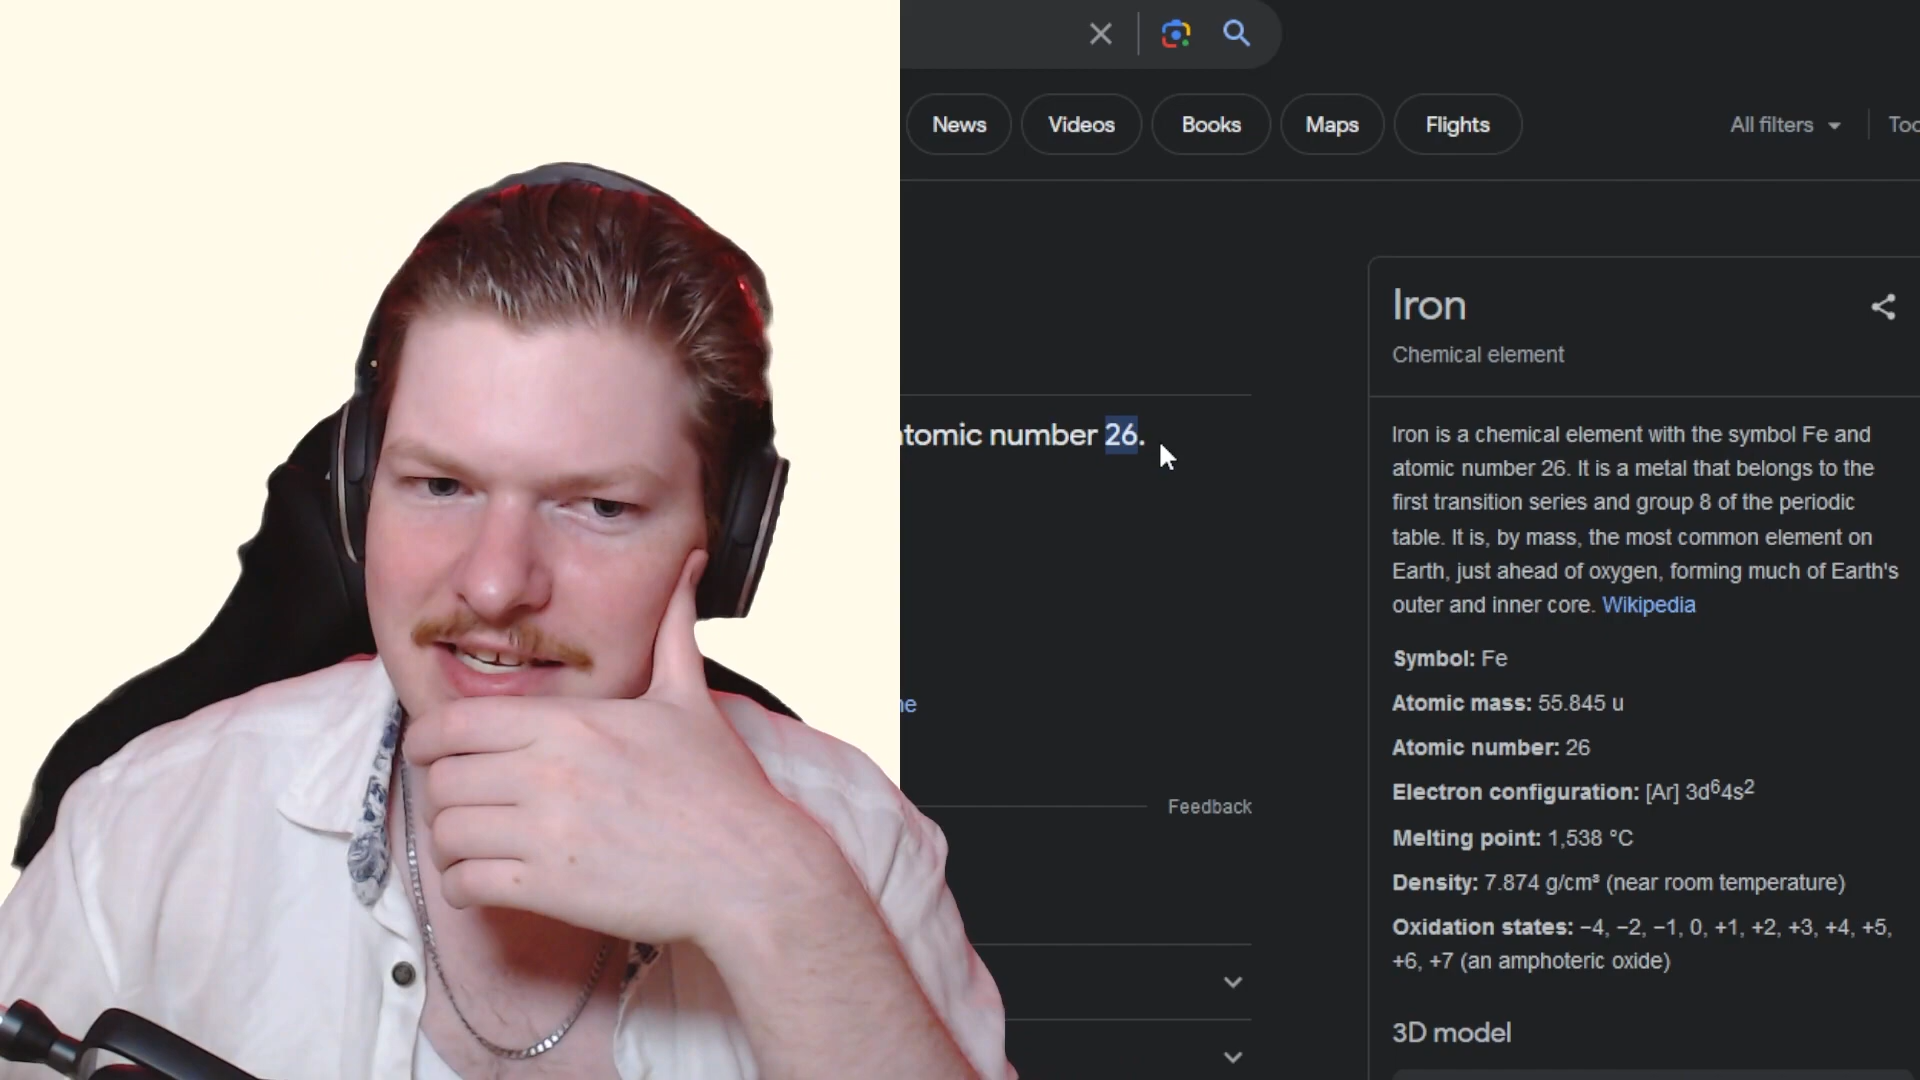 News
Videos
Books
Maps
Flights
All filters
atomic number 26.
Feedback
Iron
Chemical element
Iron is a chemical element with the symbol Fe and
atomic number 26. It is a metal that belongs to the
first transition series and group 8 of the periodic
table. It is, by mass, the most common element on
Earth, just ahead of oxygen, forming much of Earth's
outer and inner core. Wikipedia
Symbol: Fe
Atomic mass: 55.845 u
Atomic number: 26
Electron configuration: [Ar] 3d⁶4s²
Melting point: 1,538 °C
Density: 7.874 g/cm³ (near room temperature)
Oxidation states: −4, −2, −1, 0, +1, +2, +3, +4, +5,
+6, +7 (an amphoteric oxide)
3D model